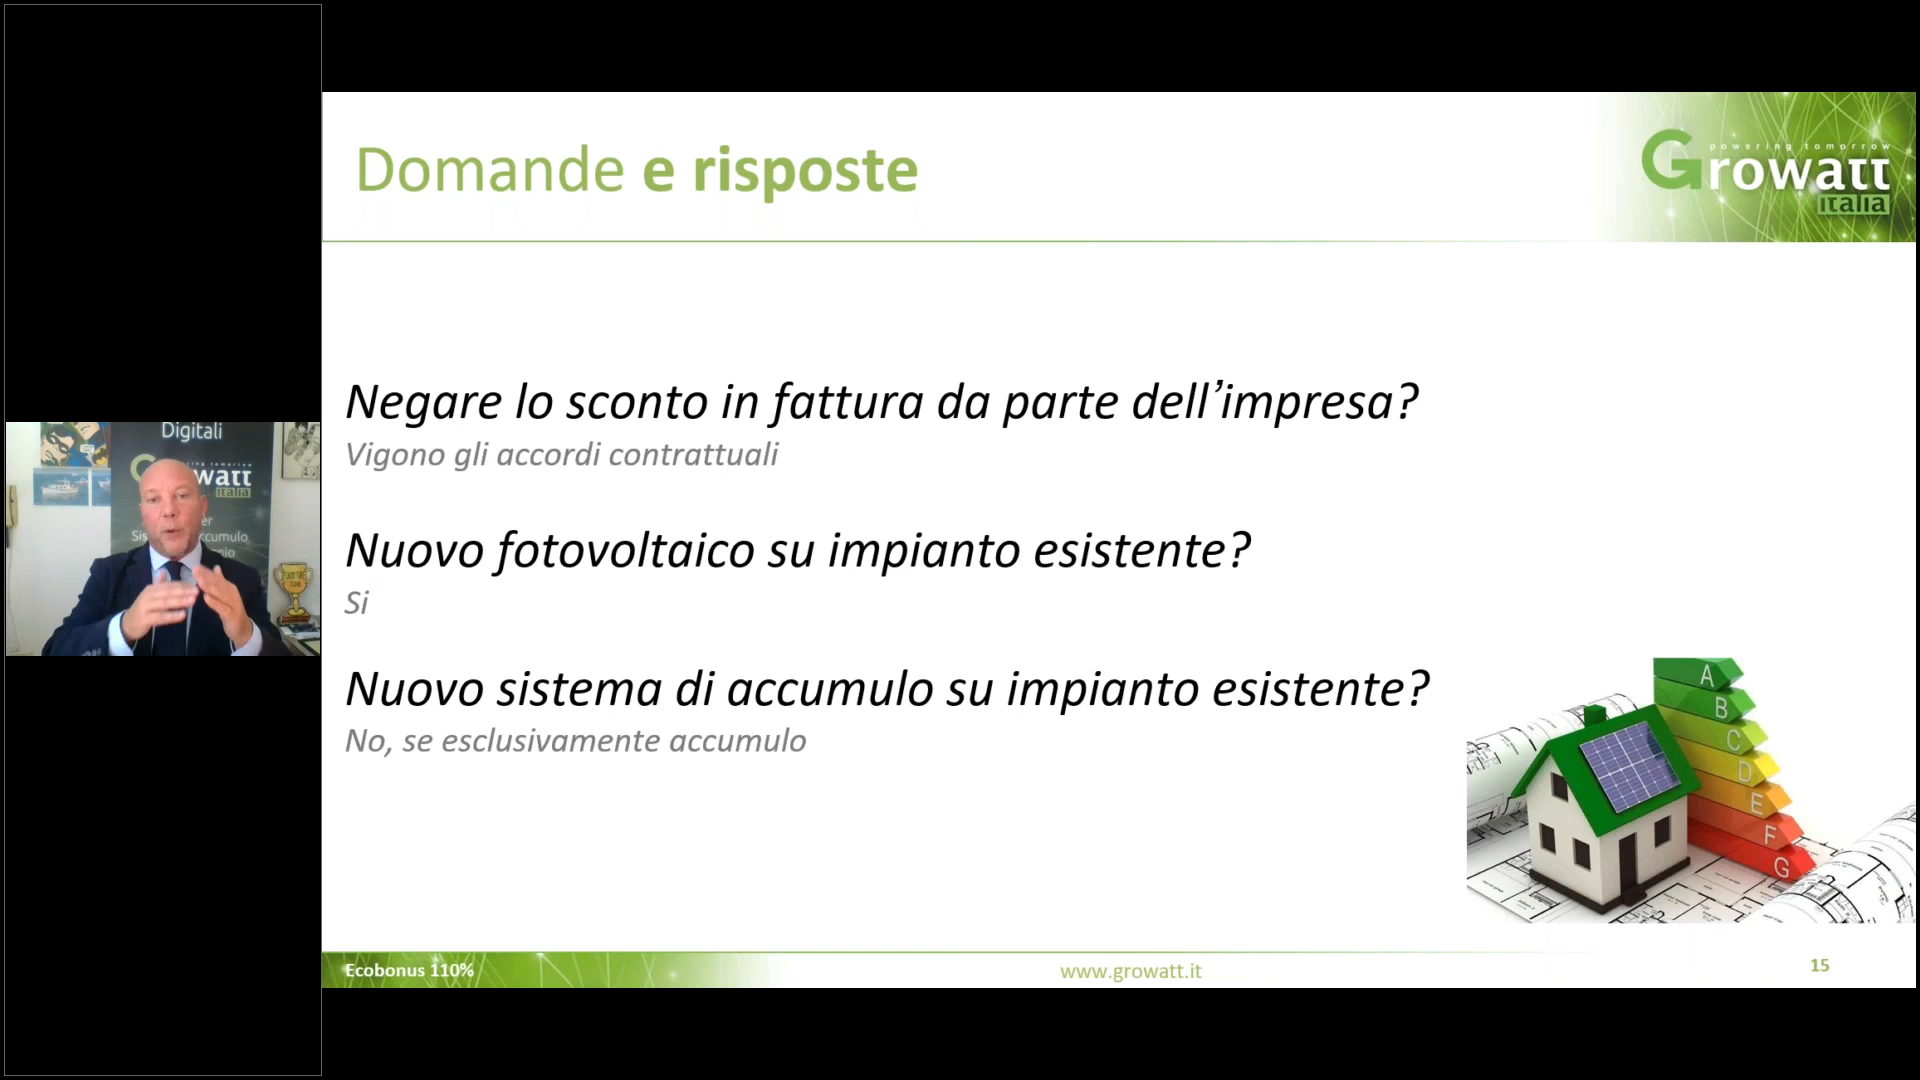 Domande e risposte
powering tomorrow
Growatt
italia
Negare lo sconto in fattura da parte dell’impresa?
Vigono gli accordi contrattuali
Nuovo fotovoltaico su impianto esistente?
Si
Nuovo sistema di accumulo su impianto esistente?
No, se esclusivamente accumulo
Digitali
watt
italia
A
B
C
D
E
F
G
Ecobonus 110%
www.growatt.it
15